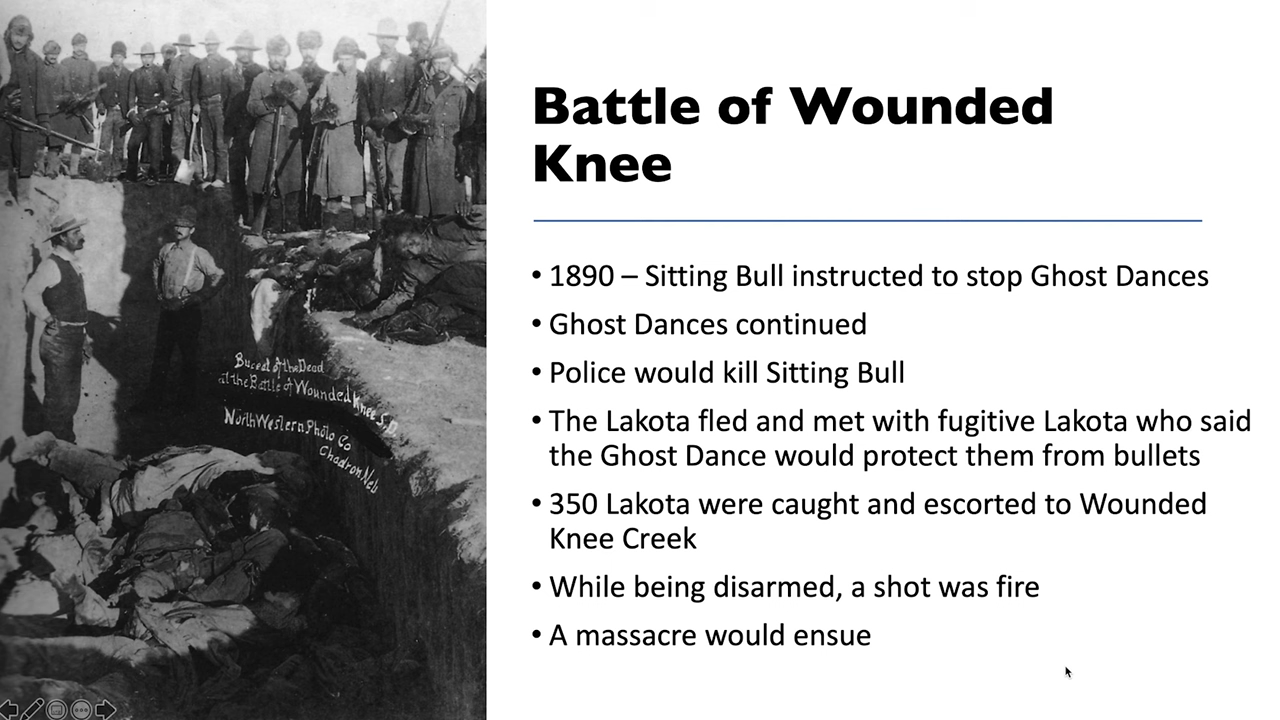 Battle of Wounded
Knee
• 1890 – Sitting Bull instructed to stop Ghost Dances
• Ghost Dances continued
• Police would kill Sitting Bull
• The Lakota fled and met with fugitive Lakota who said
the Ghost Dance would protect them from bullets
• 350 Lakota were caught and escorted to Wounded
Knee Creek
• While being disarmed, a shot was fire
• A massacre would ensue
Bureal of the Dead
at the Battle of Wounded Knee S.D.
NorthWestern Photo Co
Chadron Neb